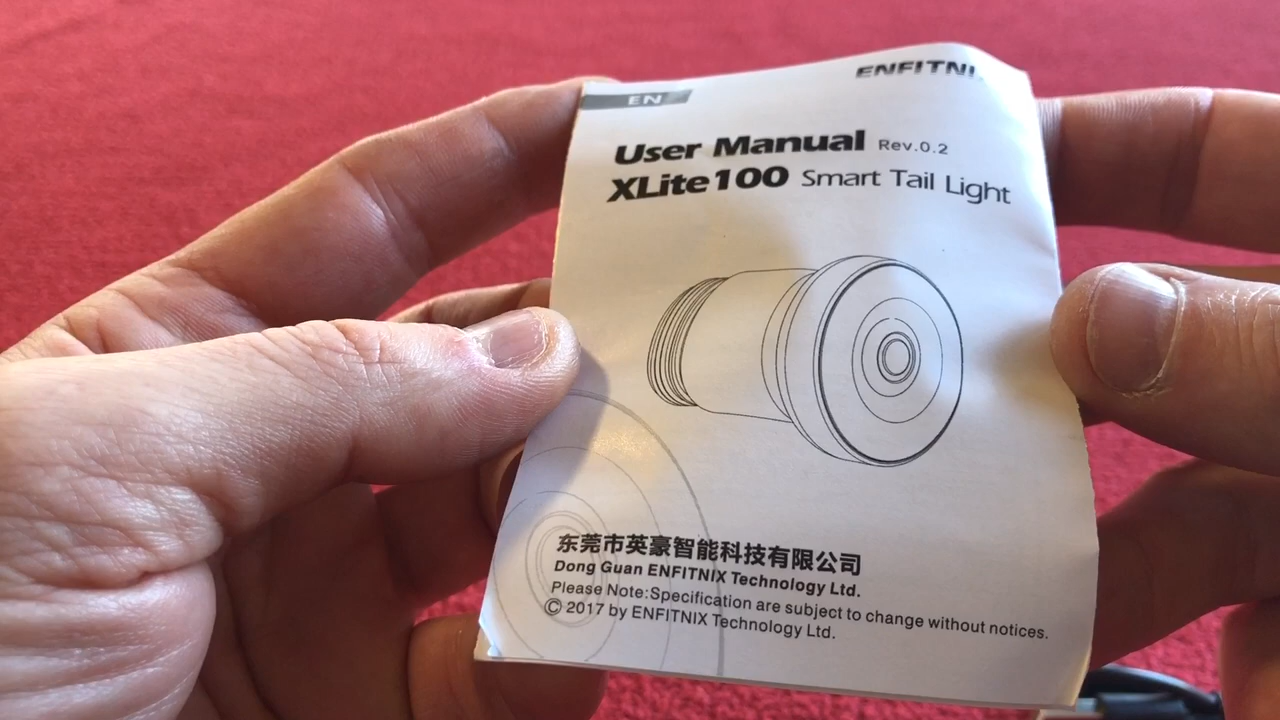 ENFITNI
EN
User Manual Rev.0.2
XLite100 Smart Tail Light
东莞市英豪智能科技有限公司
Dong Guan ENFITNIX Technology Ltd.
Please Note:Specification are subject to change without notices.
© 2017 by ENFITNIX Technology Ltd.